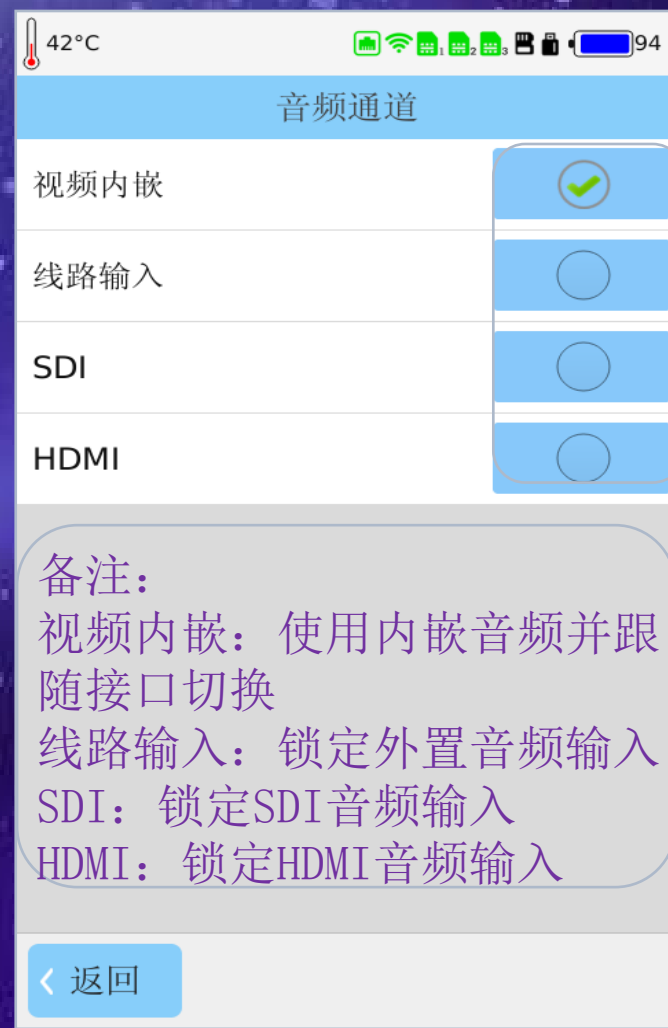 42°C 1 2 3 94
音频通道
视频内嵌
线路输入
SDI
HDMI
备注：
视频内嵌：使用内嵌音频并跟
随接口切换
线路输入：锁定外置音频输入
SDI：锁定SDI音频输入
HDMI：锁定HDMI音频输入
返回